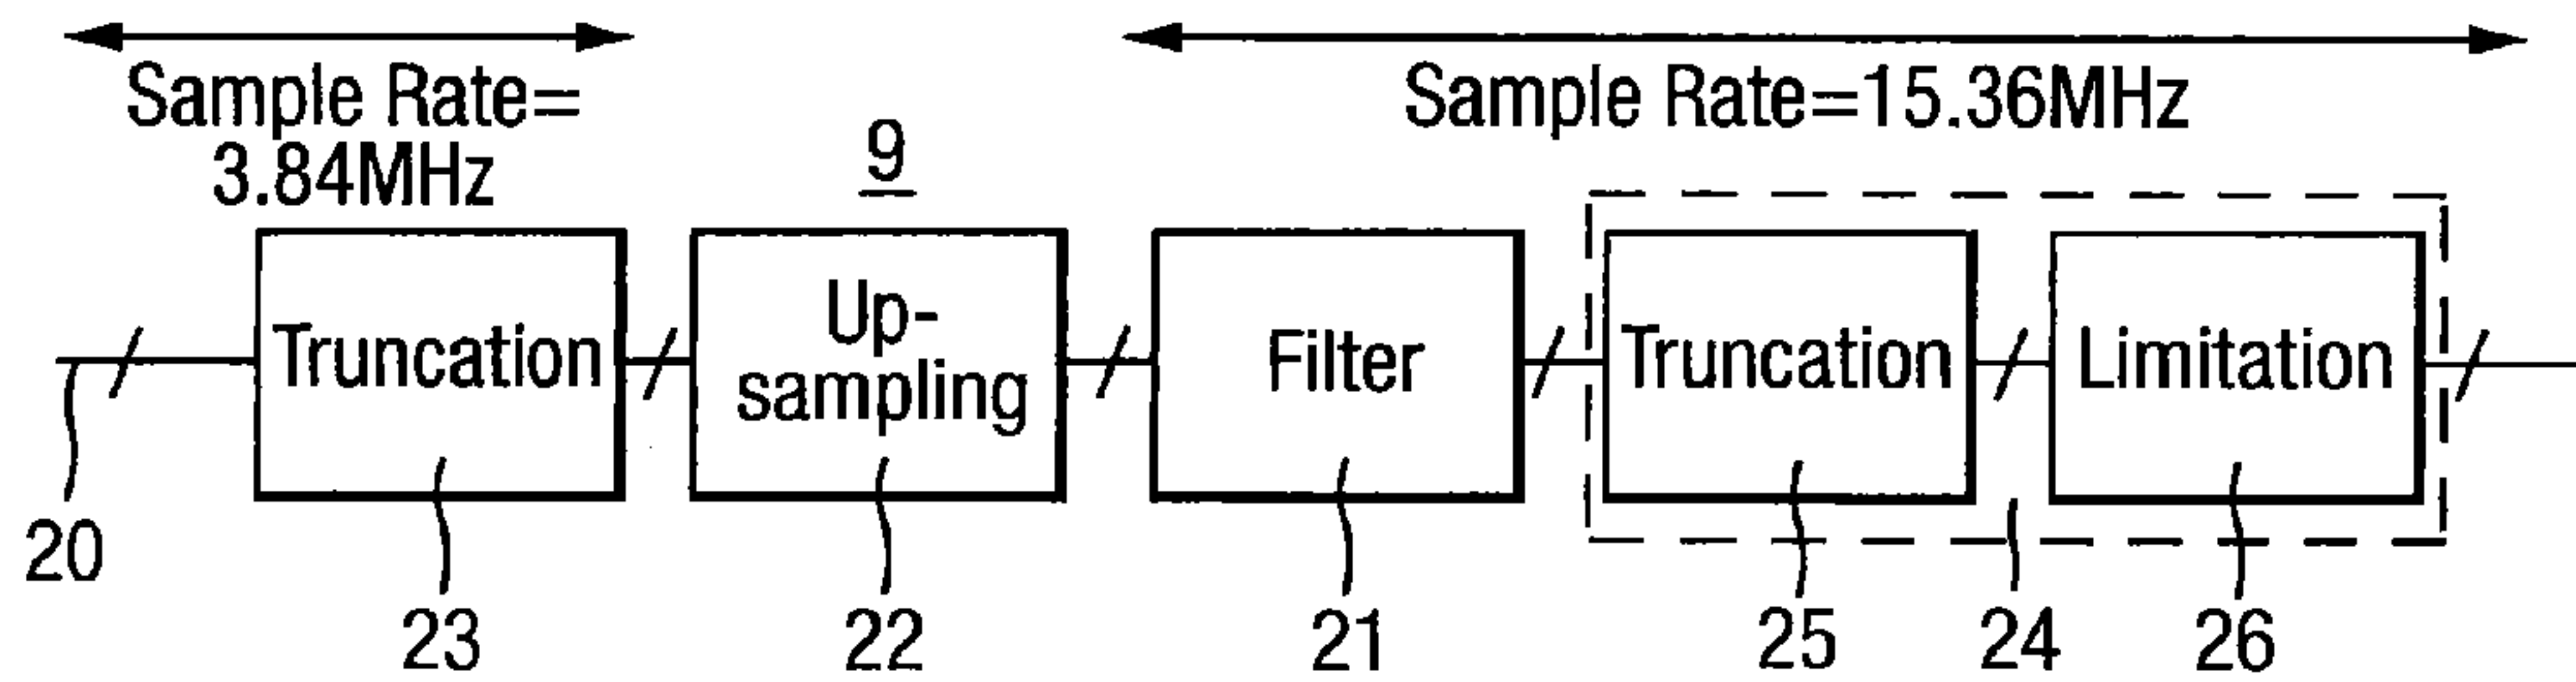 Sample Rate=
3.84MHz
Sample Rate=15.36MHz
9
Truncation
Up-
sampling
Filter
Truncation
Limitation
20
23
22
21
25
24
26